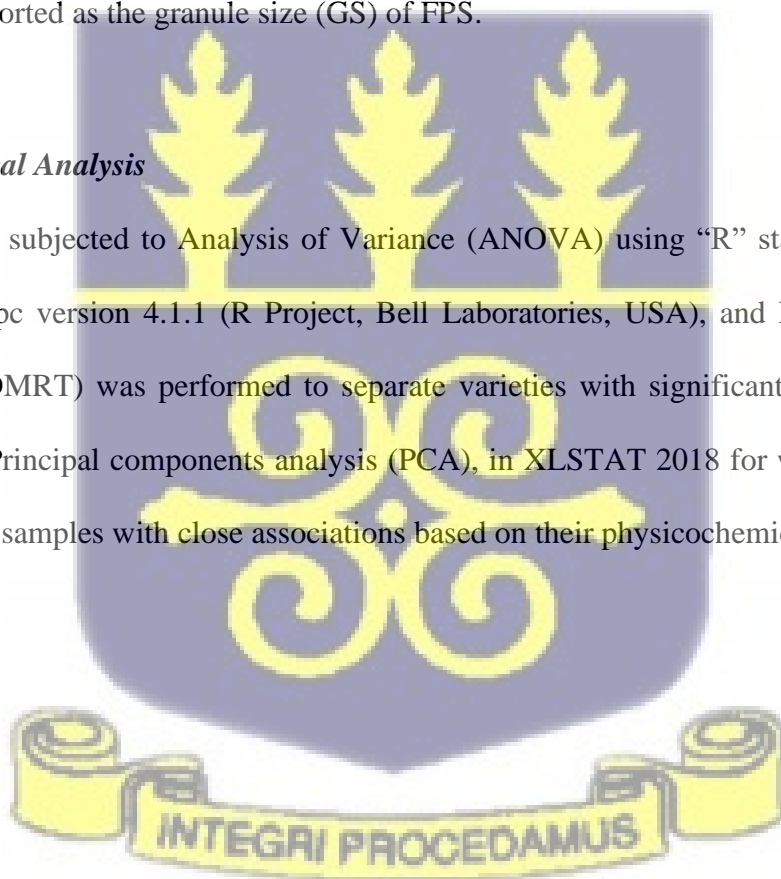 orted as the granule size (GS) of FPS.
al Analysis
subjected to Analysis of Variance (ANOVA) using “R” st
pc version 4.1.1 (R Project, Bell Laboratories, USA), and
MRT) was performed to separate varieties with significant
Principal components analysis (PCA), in XLSTAT 2018 for
samples with close associations based on their physicochemi
INTEGRI PROCEDAMUS